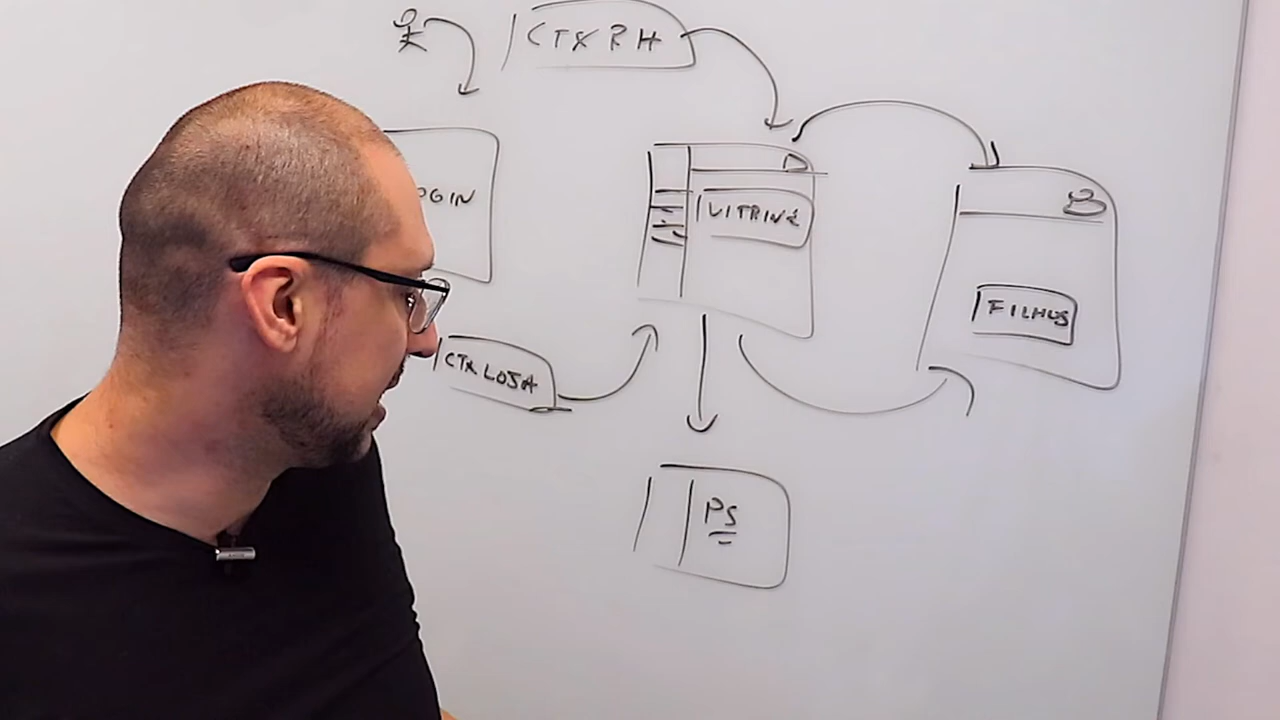 CTX RH
OGIN
VITRINE
FILHOS
CTX LOJA
PS